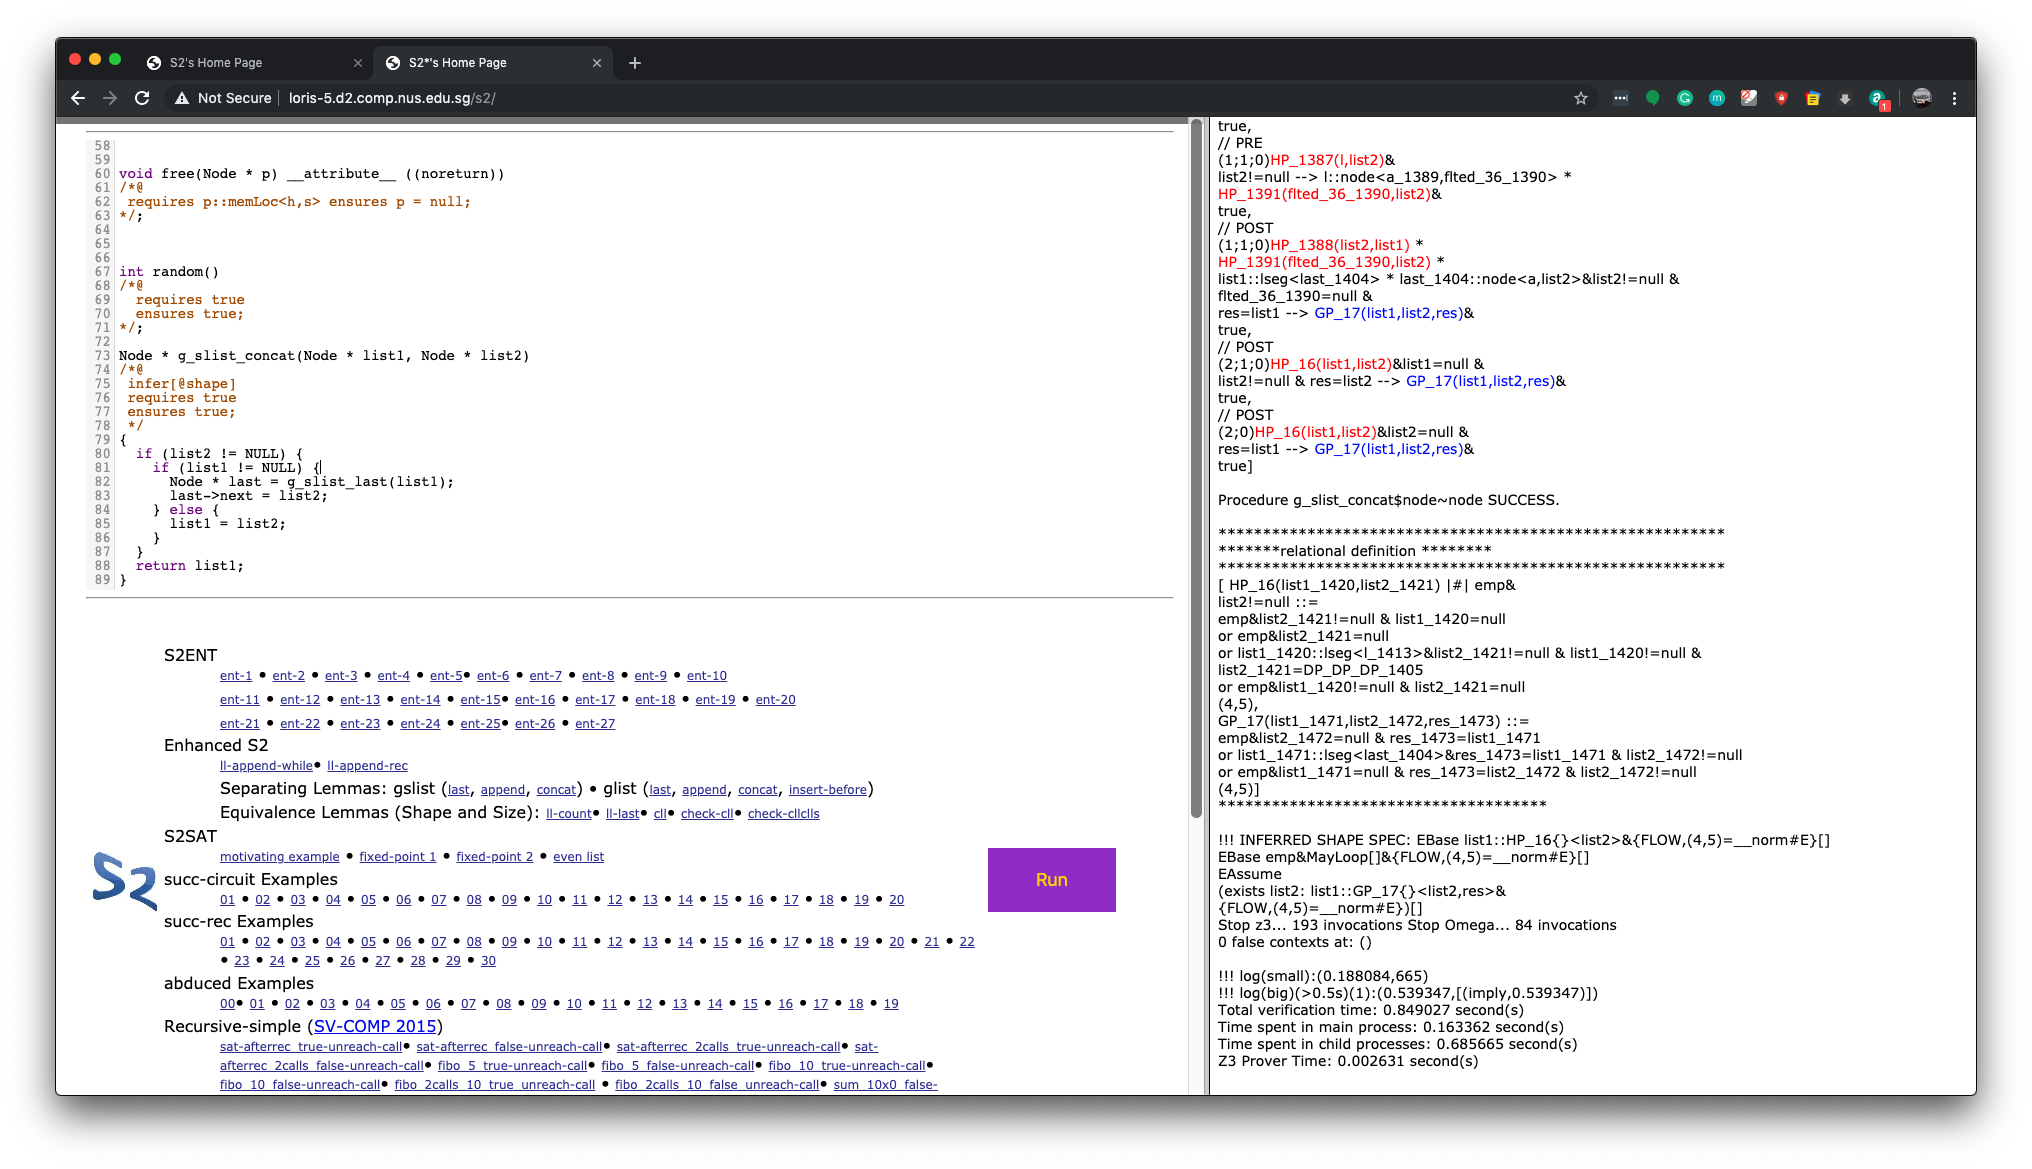 S2's Home Page
S2*'s Home Page
Not Secure
loris-5.d2.comp.nus.edu.sg/s2/
1
58
59
60 void free(Node * p) __attribute__ ((noreturn))
61 /*@
62 requires p::memLoc<h,s> ensures p = null;
63 */;
64
65
66
67 int random()
68 /*@
69 requires true
70 ensures true;
71 */;
72
73 Node * g_slist_concat(Node * list1, Node * list2)
74 /*@
75 infer[@shape]
76 requires true
77 ensures true;
78 */
79 {
80 if (list2 != NULL) {
81 if (list1 != NULL) {
82 Node * last = g_slist_last(list1);
83 last->next = list2;
84 } else {
85 list1 = list2;
86 }
87 }
88 return list1;
89 }
S2ENT
ent-1 • ent-2 • ent-3 • ent-4 • ent-5• ent-6 • ent-7 • ent-8 • ent-9 • ent-10
ent-11 • ent-12 • ent-13 • ent-14 • ent-15• ent-16 • ent-17 • ent-18 • ent-19 • ent-20
ent-21 • ent-22 • ent-23 • ent-24 • ent-25• ent-26 • ent-27
Enhanced S2
ll-append-while• ll-append-rec
Separating Lemmas: gslist (last, append, concat) • glist (last, append, concat, insert-before)
Equivalence Lemmas (Shape and Size): ll-count• ll-last• cll• check-cll• check-cllclls
S2SAT
motivating example • fixed-point 1 • fixed-point 2 • even list
S2
succ-circuit Examples
01 • 02 • 03 • 04 • 05 • 06 • 07 • 08 • 09 • 10 • 11 • 12 • 13 • 14 • 15 • 16 • 17 • 18 • 19 • 20
succ-rec Examples
01 • 02 • 03 • 04 • 05 • 06 • 07 • 08 • 09 • 10 • 11 • 12 • 13 • 14 • 15 • 16 • 17 • 18 • 19 • 20 • 21 • 22
• 23 • 24 • 25 • 26 • 27 • 28 • 29 • 30
abduced Examples
00• 01 • 02 • 03 • 04 • 05 • 06 • 07 • 08 • 09 • 10 • 11 • 12 • 13 • 14 • 15 • 16 • 17 • 18 • 19
Recursive-simple (SV-COMP 2015)
sat-afterrec_true-unreach-call• sat-afterrec_false-unreach-call• sat-afterrec_2calls_true-unreach-call• sat-
afterrec_2calls_false-unreach-call• fibo_5_true-unreach-call• fibo_5_false-unreach-call• fibo_10_true-unreach-call•
fibo_10_false-unreach-call• fibo_2calls_10_true_unreach-call • fibo_2calls_10_false_unreach-call• sum_10x0_false-
Run
true,
// PRE
(1;1;0)HP_1387(l,list2)&
list2!=null --> l::node<a_1389,flted_36_1390> *
HP_1391(flted_36_1390,list2)&
true,
// POST
(1;1;0)HP_1388(list2,list1) *
HP_1391(flted_36_1390,list2) *
list1::lseg<last_1404> * last_1404::node<a,list2>&list2!=null &
flted_36_1390=null &
res=list1 --> GP_17(list1,list2,res)&
true,
// POST
(2;1;0)HP_16(list1,list2)&list1=null &
list2!=null & res=list2 --> GP_17(list1,list2,res)&
true,
// POST
(2;0)HP_16(list1,list2)&list2=null &
res=list1 --> GP_17(list1,list2,res)&
true]
Procedure g_slist_concat$node~node SUCCESS.
*********************************************************
*******relational definition ********
*********************************************************
[ HP_16(list1_1420,list2_1421) |#| emp&
list2!=null ::=
emp&list2_1421!=null & list1_1420=null
or emp&list2_1421=null
or list1_1420::lseg<l_1413>&list2_1421!=null & list1_1420!=null &
list2_1421=DP_DP_DP_1405
or emp&list1_1420!=null & list2_1421=null
(4,5),
GP_17(list1_1471,list2_1472,res_1473) ::=
emp&list2_1472=null & res_1473=list1_1471
or list1_1471::lseg<last_1404>&res_1473=list1_1471 & list2_1472!=null
or emp&list1_1471=null & res_1473=list2_1472 & list2_1472!=null
(4,5)]
*************************************
!!! INFERRED SHAPE SPEC: EBase list1::HP_16{}<list2>&{FLOW,(4,5)=__norm#E}[]
EBase emp&MayLoop[]&{FLOW,(4,5)=__norm#E}[]
EAssume
(exists list2: list1::GP_17{}<list2,res>&
{FLOW,(4,5)=__norm#E})[]
Stop z3... 193 invocations Stop Omega... 84 invocations
0 false contexts at: ()
!!! log(small):(0.188084,665)
!!! log(big)(>0.5s)(1):(0.539347,[(imply,0.539347)])
Total verification time: 0.849027 second(s)
Time spent in main process: 0.163362 second(s)
Time spent in child processes: 0.685665 second(s)
Z3 Prover Time: 0.002631 second(s)